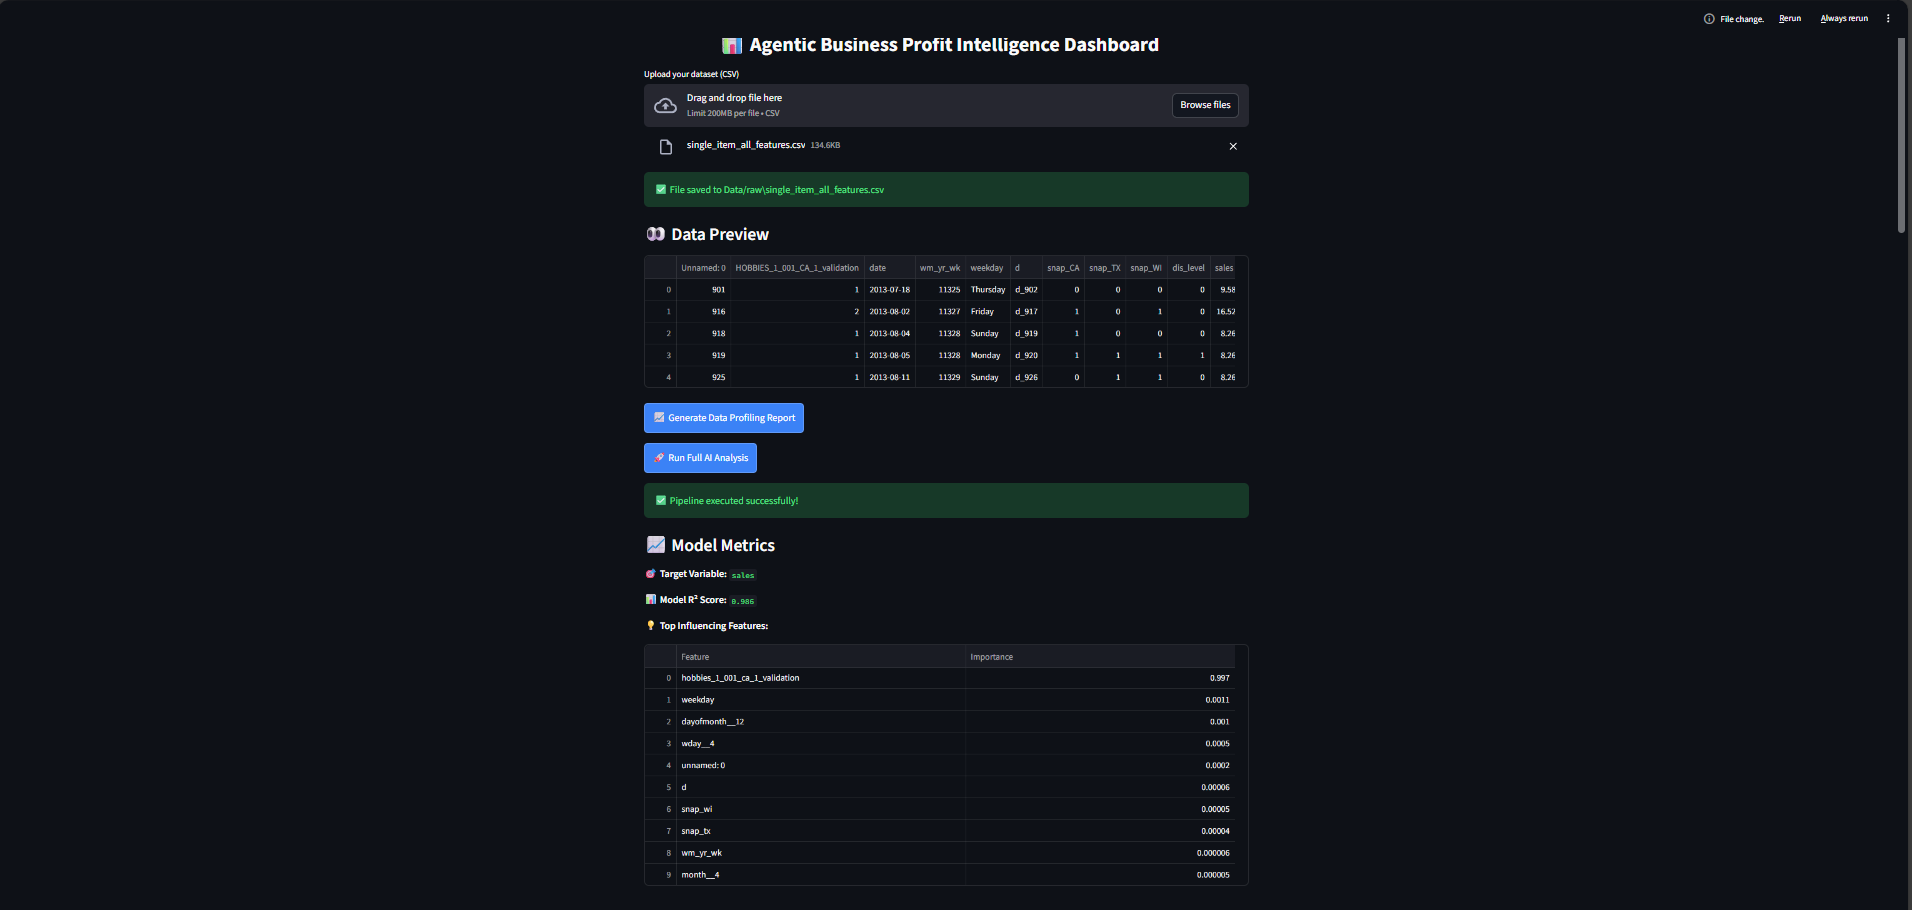 File change. Rerun Always rerun
Agentic Business Profit Intelligence Dashboard
Upload your dataset (CSV)
Drag and drop file here
Limit 200MB per file • CSV
Browse files
single_item_all_features.csv 134.6KB
File saved to Data/raw\single_item_all_features.csv
Data Preview
Unnamed: 0 HOBBIES_1_001_CA_1_validation date wm_yr_wk weekday d snap_CA snap_TX snap_WI dis_level sales
0 901 1 2013-07-18 11325 Thursday d_902 0 0 0 0 9.58
1 916 2 2013-08-02 11327 Friday d_917 1 0 1 0 16.52
2 918 1 2013-08-04 11328 Sunday d_919 1 0 0 0 8.26
3 919 1 2013-08-05 11328 Monday d_920 1 1 1 1 8.26
4 925 1 2013-08-11 11329 Sunday d_926 0 1 1 0 8.26
Generate Data Profiling Report
Run Full AI Analysis
Pipeline executed successfully!
Model Metrics
Target Variable: sales
Model R² Score: 0.986
Top Influencing Features:
Feature Importance
0 hobbies_1_001_ca_1_validation 0.997
1 weekday 0.0011
2 dayofmonth__12 0.001
3 wday__4 0.0005
4 unnamed: 0 0.0002
5 d 0.00006
6 snap_wi 0.00005
7 snap_tx 0.00004
8 wm_yr_wk 0.000006
9 month__4 0.000005